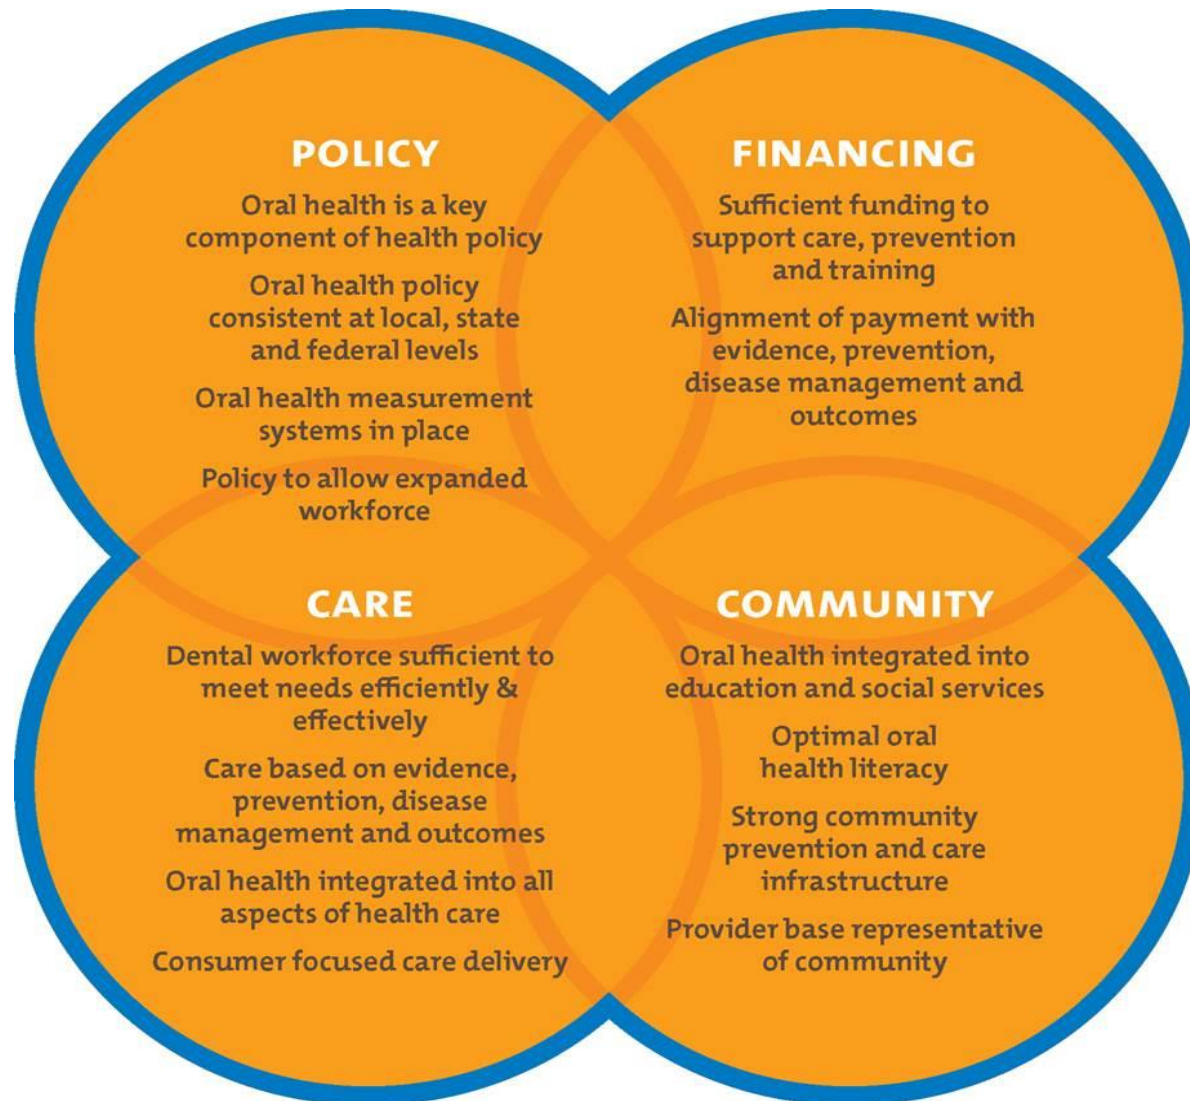 POLICY
Oral health is a key
component of health policy
Oral health policy
consistent at local, state
and federal levels
Oral health measurement
systems in place
Policy to allow expanded
workforce
FINANCING
Sufficient funding to
support care, prevention
and training
Alignment of payment with
evidence, prevention,
disease management and
outcomes
CARE
Dental workforce sufficient to
meet needs efficiently &
effectively
Care based on evidence,
prevention, disease
management and outcomes
Oral health integrated into all
aspects of health care
Consumer focused care delivery
COMMUNITY
Oral health integrated into
education and social services
Optimal oral
health literacy
Strong community
prevention and care
infrastructure
Provider base representative
of community